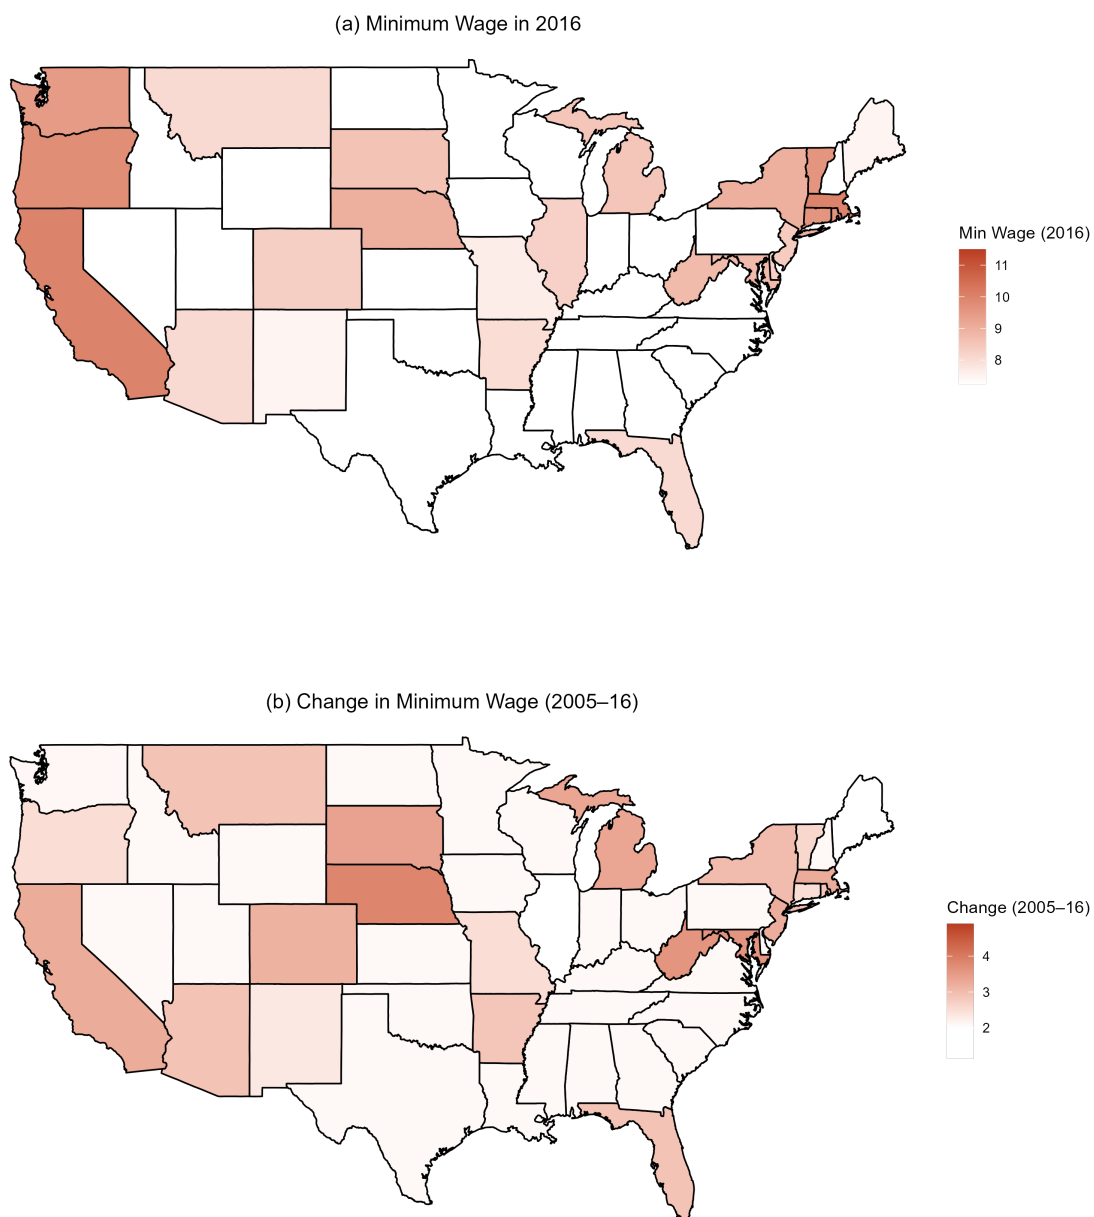 (a) Minimum Wage in 2016
Min Wage (2016)
11
10
9
8
(b) Change in Minimum Wage (2005–16)
Change (2005–16)
4
3
2